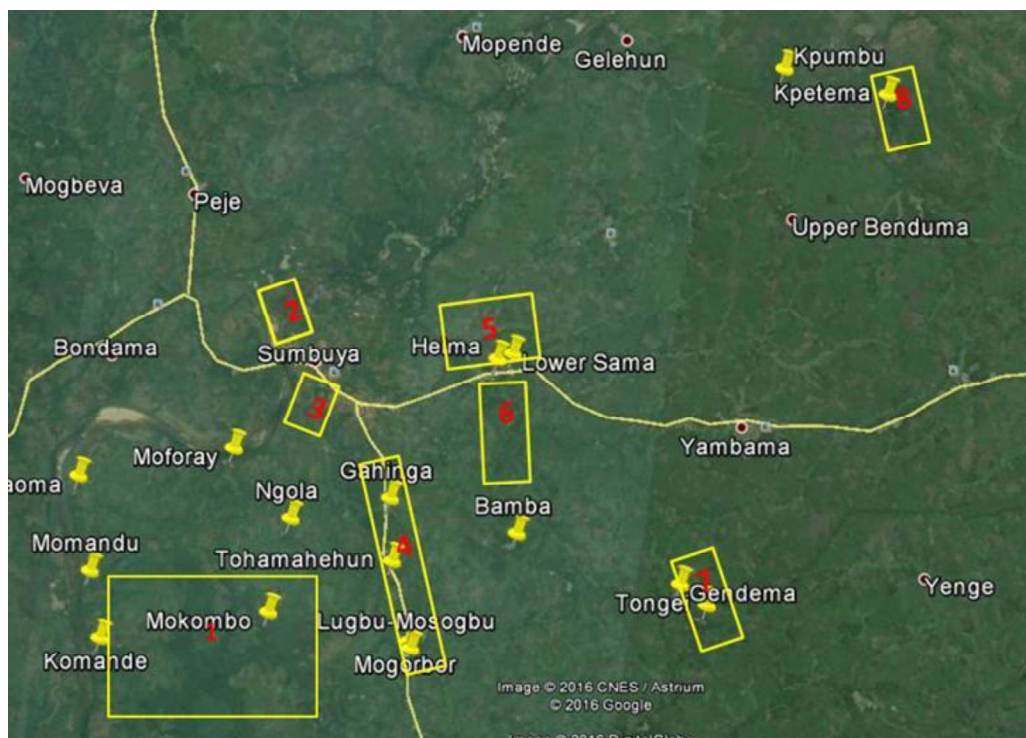 Mopende
Gelehun
Kpumbu
Kpetema
8
Mogbeva
Peje
Upper Benduma
2
5
Bondama
Sumbuya
Helma
Lower Sama
3
6
Moforay
Yambama
aoma
Gahinga
Ngola
Bamba
Momandu
Tohamahehun
4
7
Tonge
Gendema
Yenge
Mokombo
1
Lugbu-Mosogbu
Komande
Mogorbor
Image © 2016 CNES / Astrium
© 2016 Google